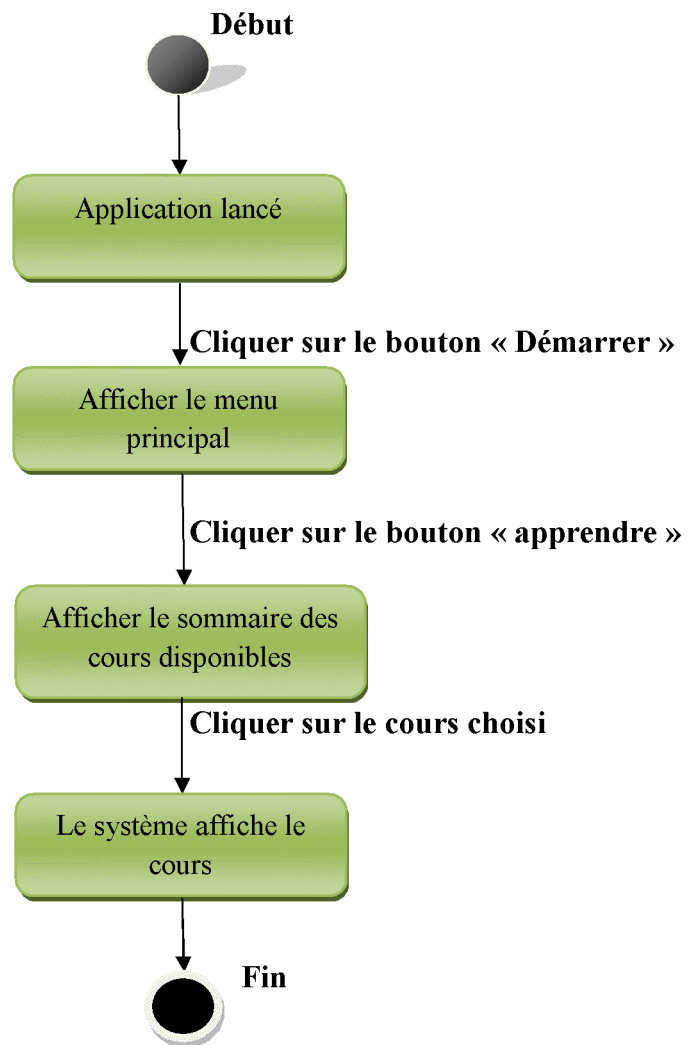 Début
Application lancé
Cliquer sur le bouton « Démarrer »
Afficher le menu
principal
Cliquer sur le bouton « apprendre »
Afficher le sommaire des
cours disponibles
Cliquer sur le cours choisi
Le système affiche le
cours
Fin